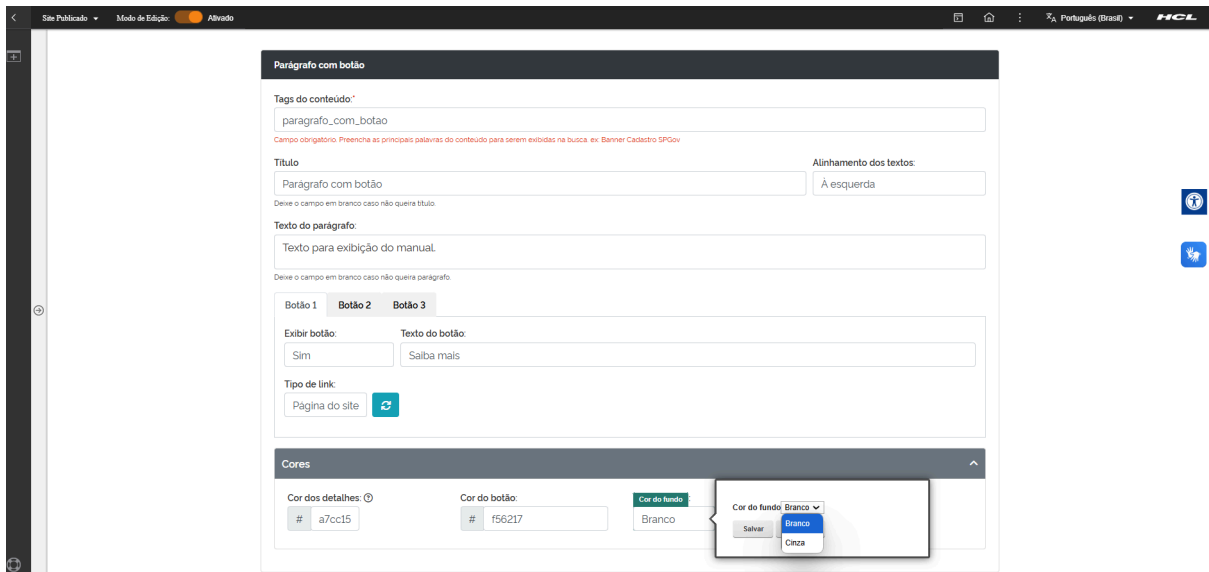 Site Publicado
Modo de Edição:
Ativado
Português (Brasil)
HCL
Parágrafo com botão
Tags do conteúdo:*
paragrafo_com_botao
Campo obrigatório. Preencha as principais palavras do conteúdo para serem exibidas na busca. ex: Banner Cadastro SPGov
Título
Alinhamento dos textos:
Parágrafo com botão
À esquerda
Deixe o campo em branco caso não queira título.
Texto do parágrafo:
Texto para exibição do manual.
Deixe o campo em branco caso não queira parágrafo.
Botão 1
Botão 2
Botão 3
Exibir botão:
Texto do botão:
Sim
Saiba mais
Tipo de link:
Página do site
Cores
Cor dos detalhes:
Cor do botão:
Cor do fundo
# a7cc15
# f56217
Branco
Cor do fundo Branco
Salvar
Branco
Cinza